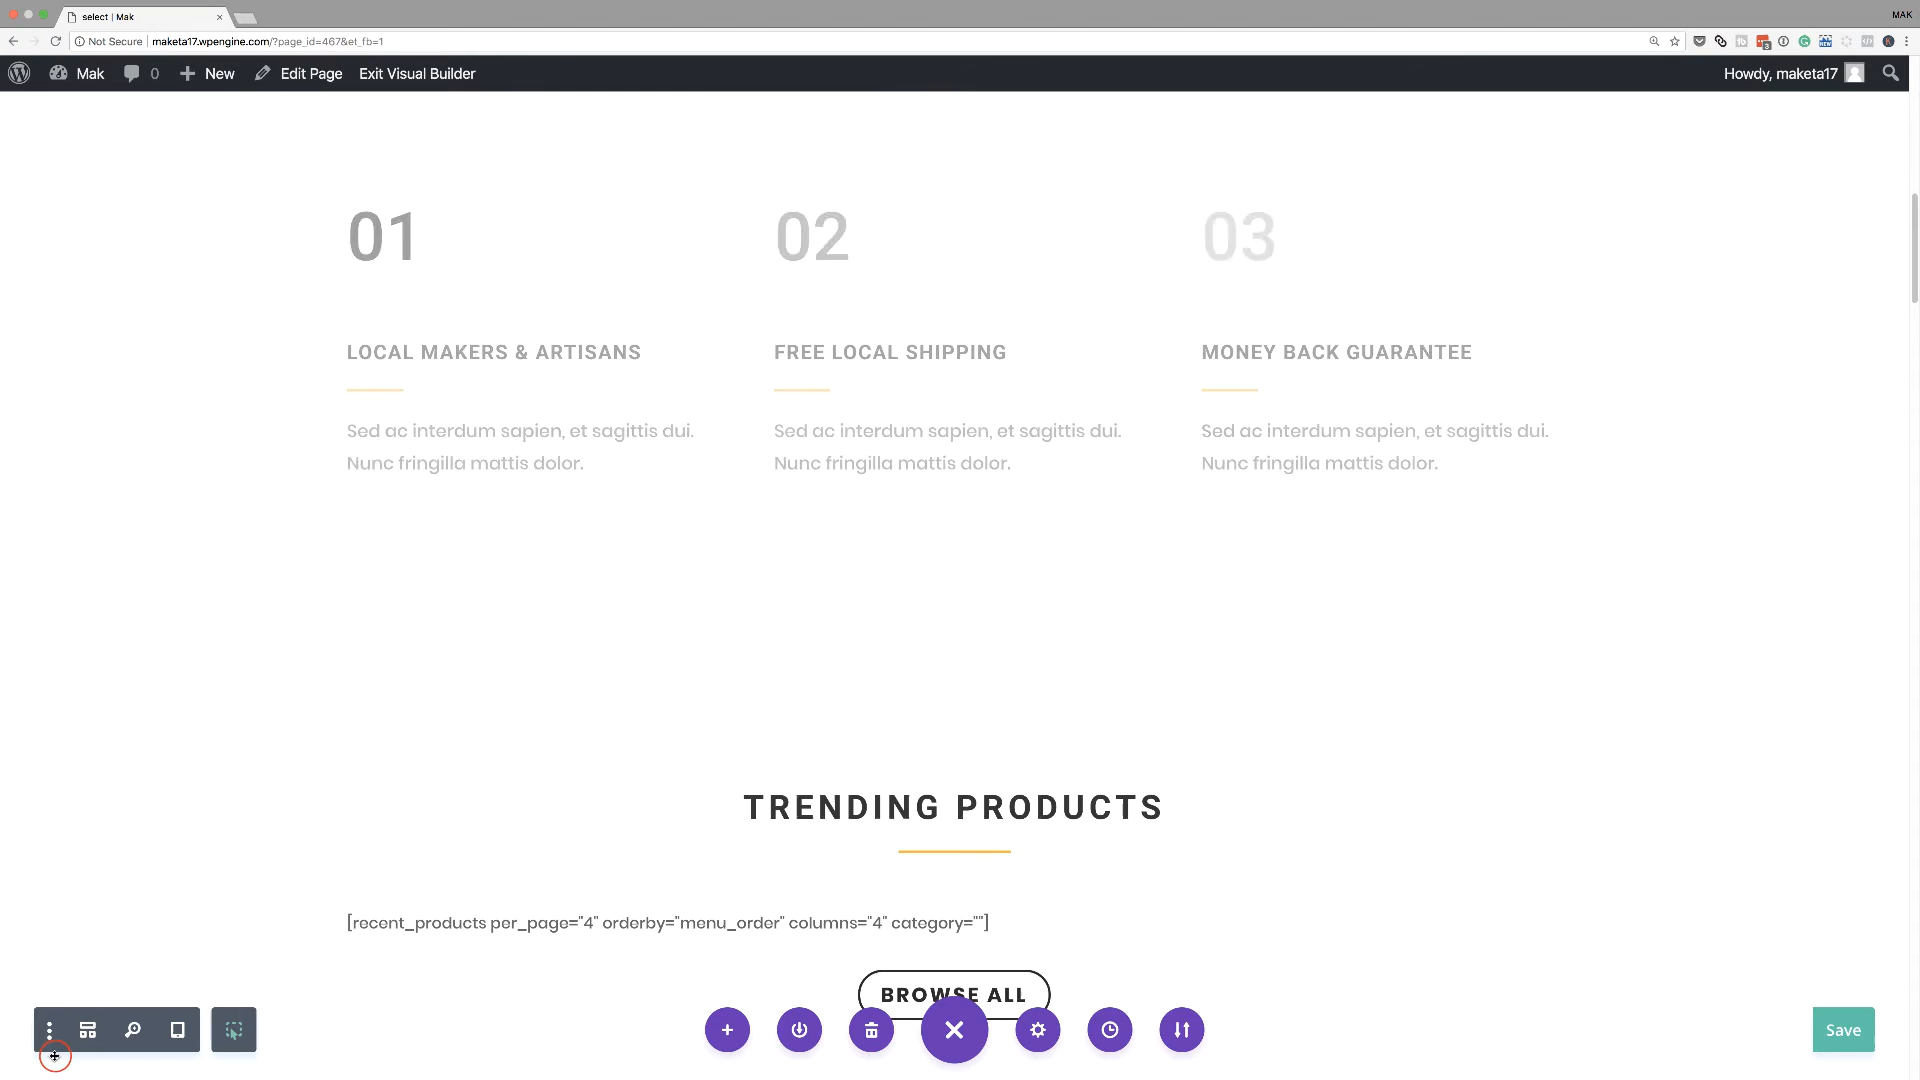 select | Mak
MAK
Not Secure | maketa17.wpengine.com/?page_id=467&et_fb=1
Mak
0
New
Edit Page
Exit Visual Builder
Howdy, maketa17
01
02
03
LOCAL MAKERS & ARTISANS
FREE LOCAL SHIPPING
MONEY BACK GUARANTEE
Sed ac interdum sapien, et sagittis dui.
Nunc fringilla mattis dolor.
Sed ac interdum sapien, et sagittis dui.
Nunc fringilla mattis dolor.
Sed ac interdum sapien, et sagittis dui.
Nunc fringilla mattis dolor.
TRENDING PRODUCTS
[recent_products per_page="4" orderby="menu_order" columns="4" category=""]
BROWSE ALL
Save